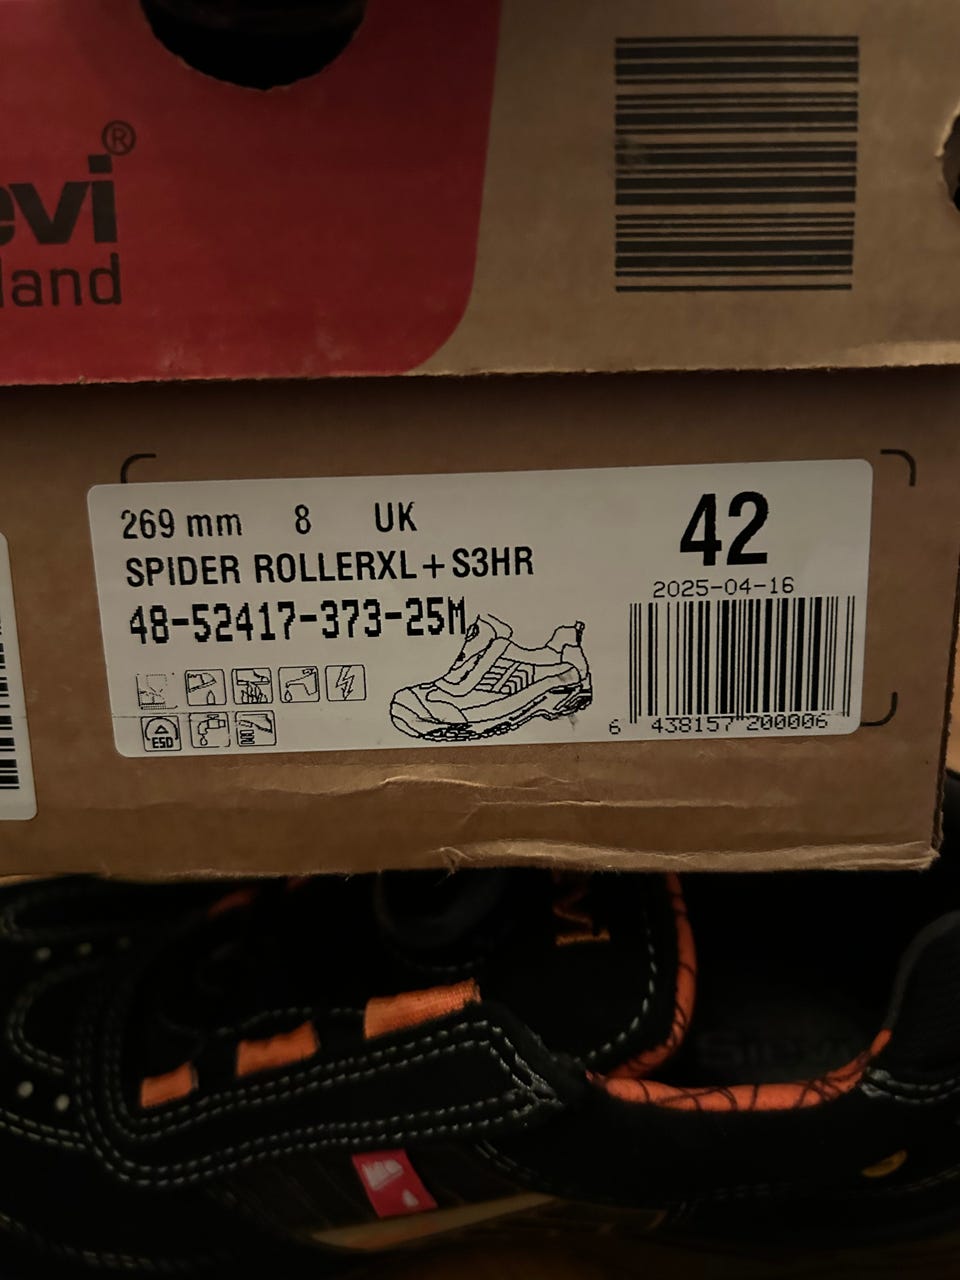 evi®
land
269 mm 8 UK
42
SPIDER ROLLERXL+S3HR
2025-04-16
48-52417-373-25M
ESD
6 438157 200006